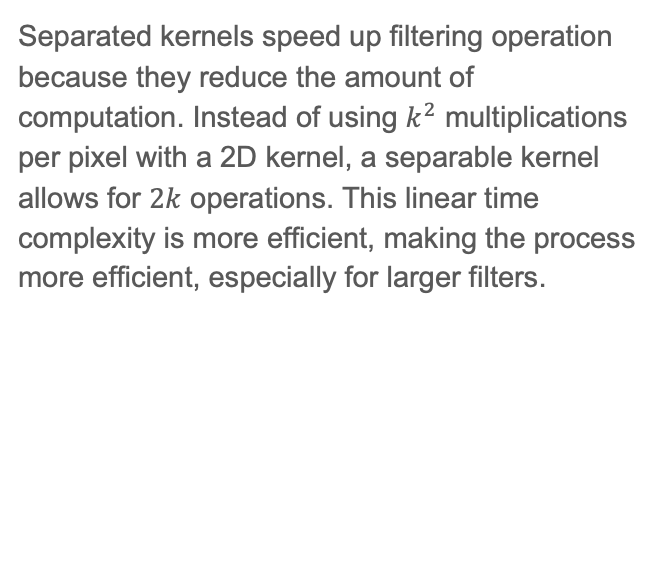 Separated kernels speed up filtering operation
because they reduce the amount of
computation. Instead of using k² multiplications
per pixel with a 2D kernel, a separable kernel
allows for 2k operations. This linear time
complexity is more efficient, making the process
more efficient, especially for larger filters.